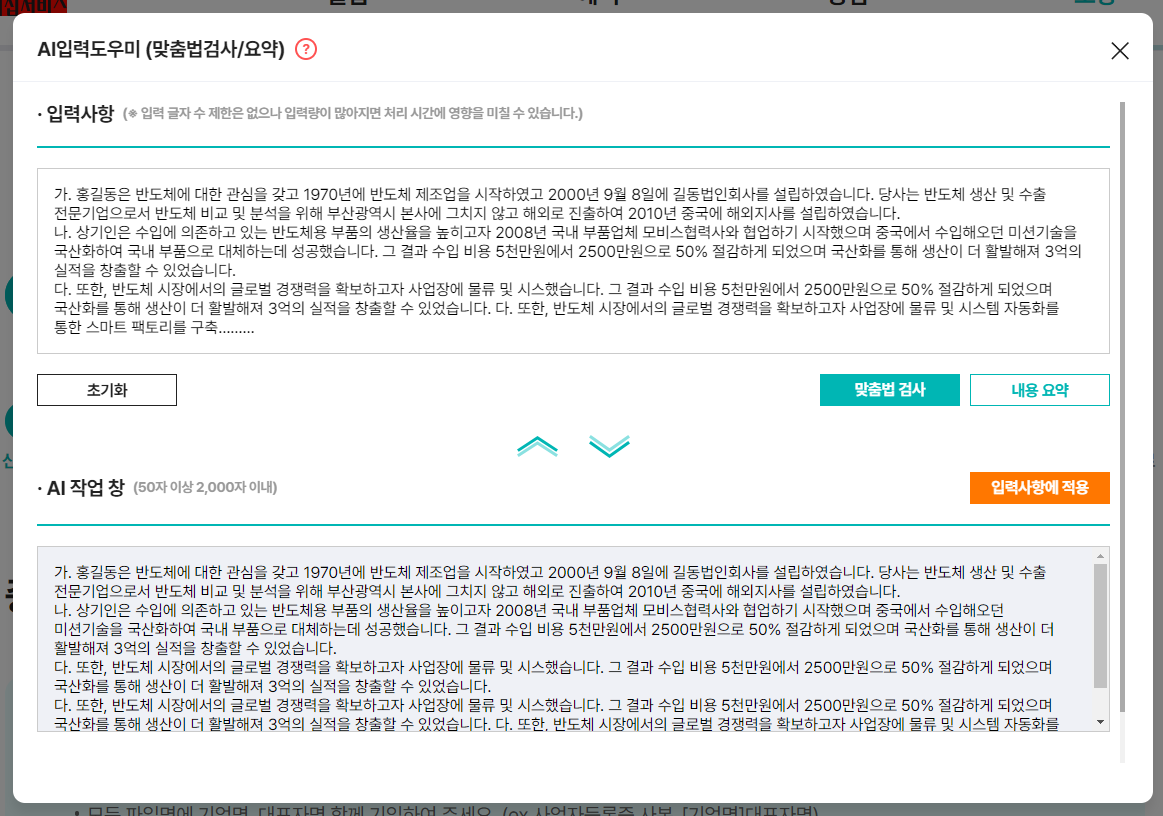 AI입력도우미 (맞춤법검사/요약) ?
· 입력사항 (※ 입력 글자 수 제한은 없으나 입력량이 많아지면 처리 시간에 영향을 미칠 수 있습니다.)
가. 홍길동은 반도체에 대한 관심을 갖고 1970년에 반도체 제조업을 시작하였고 2000년 9월 8일에 길동법인회사를 설립하였습니다. 당사는 반도체 생산 및 수출
전문기업으로서 반도체 비교 및 분석을 위해 부산광역시 본사에 그치지 않고 해외로 진출하여 2010년 중국에 해외지사를 설립하였습니다.
나. 상기인은 수입에 의존하고 있는 반도체용 부품의 생산율을 높히고자 2008년 국내 부품업체 모비스협력사와 협업하기 시작했으며 중국에서 수입해오던 미션기술을
국산화하여 국내 부품으로 대체하는데 성공했습니다. 그 결과 수입 비용 5천만원에서 2500만원으로 50% 절감하게 되었으며 국산화를 통해 생산이 더 활발해져 3억의
실적을 창출할 수 있었습니다.
다. 또한, 반도체 시장에서의 글로벌 경쟁력을 확보하고자 사업장에 물류 및 시스했습니다. 그 결과 수입 비용 5천만원에서 2500만원으로 50% 절감하게 되었으며
국산화를 통해 생산이 더 활발해져 3억의 실적을 창출할 수 있었습니다. 다. 또한, 반도체 시장에서의 글로벌 경쟁력을 확보하고자 사업장에 물류 및 시스템 자동화를
통한 스마트 팩토리를 구축.........
초기화 맞춤법 검사 내용 요약
· AI 작업 창 (50자 이상 2,000자 이내) 입력사항에 적용
가. 홍길동은 반도체에 대한 관심을 갖고 1970년에 반도체 제조업을 시작하였고 2000년 9월 8일에 길동법인회사를 설립하였습니다. 당사는 반도체 생산 및 수출
전문기업으로서 반도체 비교 및 분석을 위해 부산광역시 본사에 그치지 않고 해외로 진출하여 2010년 중국에 해외지사를 설립하였습니다.
나. 상기인은 수입에 의존하고 있는 반도체용 부품의 생산율을 높이고자 2008년 국내 부품업체 모비스협력사와 협업하기 시작했으며 중국에서 수입해오던
미션기술을 국산화하여 국내 부품으로 대체하는데 성공했습니다. 그 결과 수입 비용 5천만원에서 2500만원으로 50% 절감하게 되었으며 국산화를 통해 생산이 더
활발해져 3억의 실적을 창출할 수 있었습니다.
다. 또한, 반도체 시장에서의 글로벌 경쟁력을 확보하고자 사업장에 물류 및 시스했습니다. 그 결과 수입 비용 5천만원에서 2500만원으로 50% 절감하게 되었으며
국산화를 통해 생산이 더 활발해져 3억의 실적을 창출할 수 있었습니다.
다. 또한, 반도체 시장에서의 글로벌 경쟁력을 확보하고자 사업장에 물류 및 시스했습니다. 그 결과 수입 비용 5천만원에서 2500만원으로 50% 절감하게 되었으며
국산화를 통해 생산이 더 활발해져 3억의 실적을 창출할 수 있었습니다. 다. 또한, 반도체 시장에서의 글로벌 경쟁력을 확보하고자 사업장에 물류 및 시스템 자동화를
• 모든 파일명에 기업명, 대표자명 함께 기입하여 주세요. (ex. 사업자등록증 사본_[기업명]대표자명)